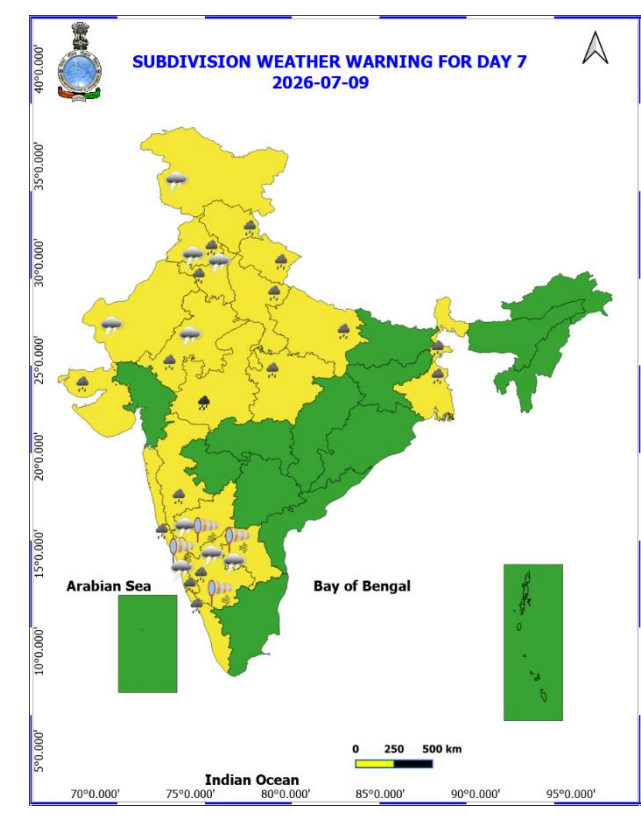 SUBDIVISION WEATHER WARNING FOR DAY 7
2026-07-09
40°0.000'
35°0.000'
30°0.000'
25°0.000'
20°0.000'
15°0.000'
10°0.000'
5°0.000'
Arabian Sea
Bay of Bengal
0 250 500 km
Indian Ocean
70°0.000' 75°0.000' 80°0.000' 85°0.000' 90°0.000' 95°0.000'